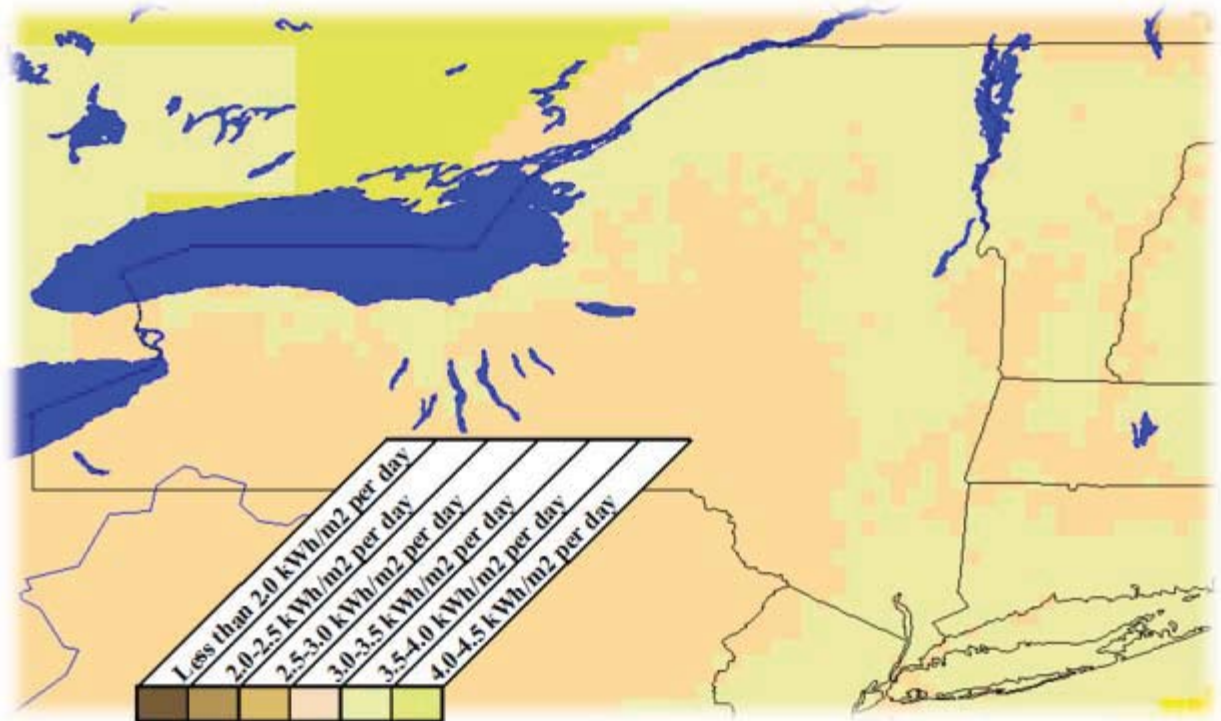 Less than 2.0 kWh/m2 per day
2.0-2.5 kWh/m2 per day
2.5-3.0 kWh/m2 per day
3.0-3.5 kWh/m2 per day
3.5-4.0 kWh/m2 per day
4.0-4.5 kWh/m2 per day